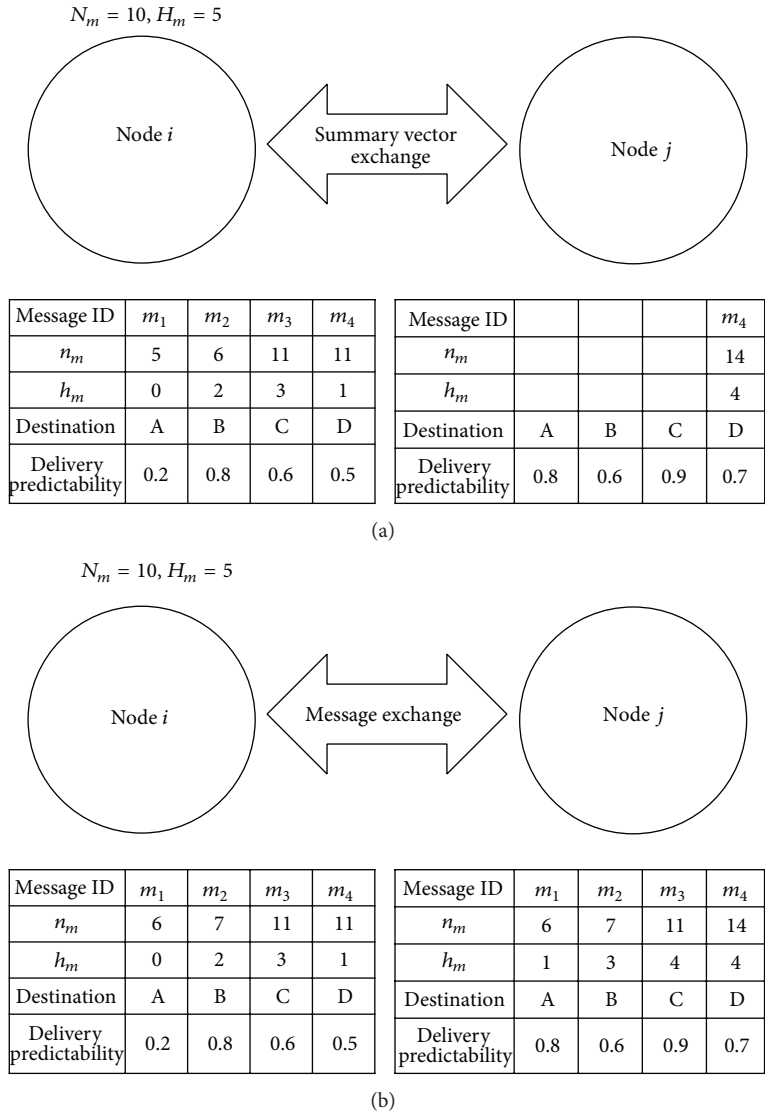 N_m = 10, H_m = 5
Node i
Summary vector
exchange
Node j
Message ID m_1 m_2 m_3 m_4
n_m 5 6 11 11
h_m 0 2 3 1
Destination A B C D
Delivery
predictability 0.2 0.8 0.6 0.5
Message ID m_4
n_m 14
h_m 4
Destination A B C D
Delivery
predictability 0.8 0.6 0.9 0.7
(a)
N_m = 10, H_m = 5
Node i
Message exchange
Node j
Message ID m_1 m_2 m_3 m_4
n_m 6 7 11 11
h_m 0 2 3 1
Destination A B C D
Delivery
predictability 0.2 0.8 0.6 0.5
Message ID m_1 m_2 m_3 m_4
n_m 6 7 11 14
h_m 1 3 4 4
Destination A B C D
Delivery
predictability 0.8 0.6 0.9 0.7
(b)